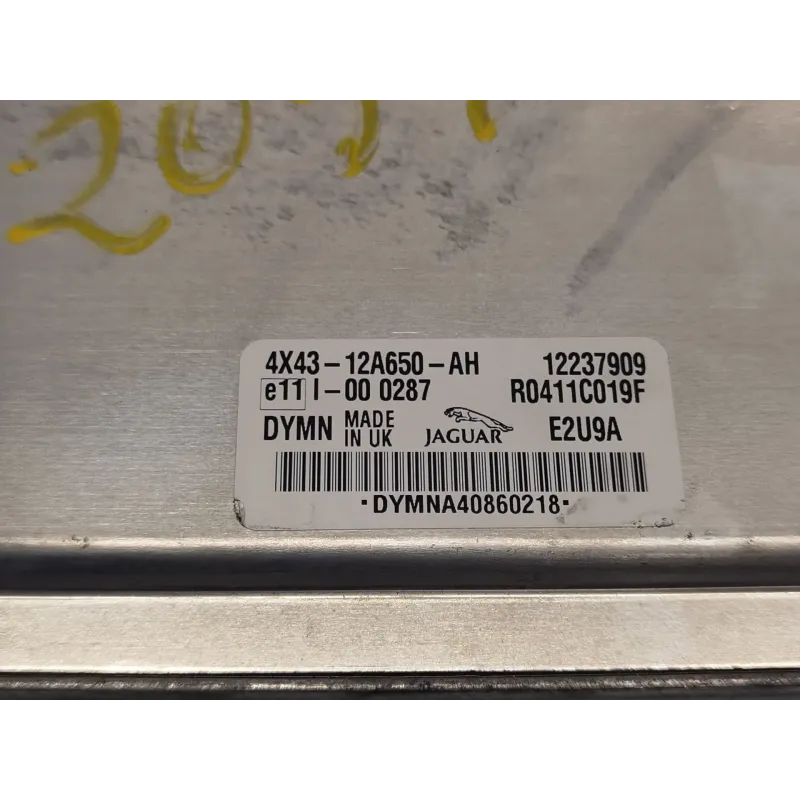 4X43-12A650-AH 12237909
e11 I-00 0287 R0411C019F
DYMN MADE IN UK JAGUAR E2U9A
·DYMNA40860218·